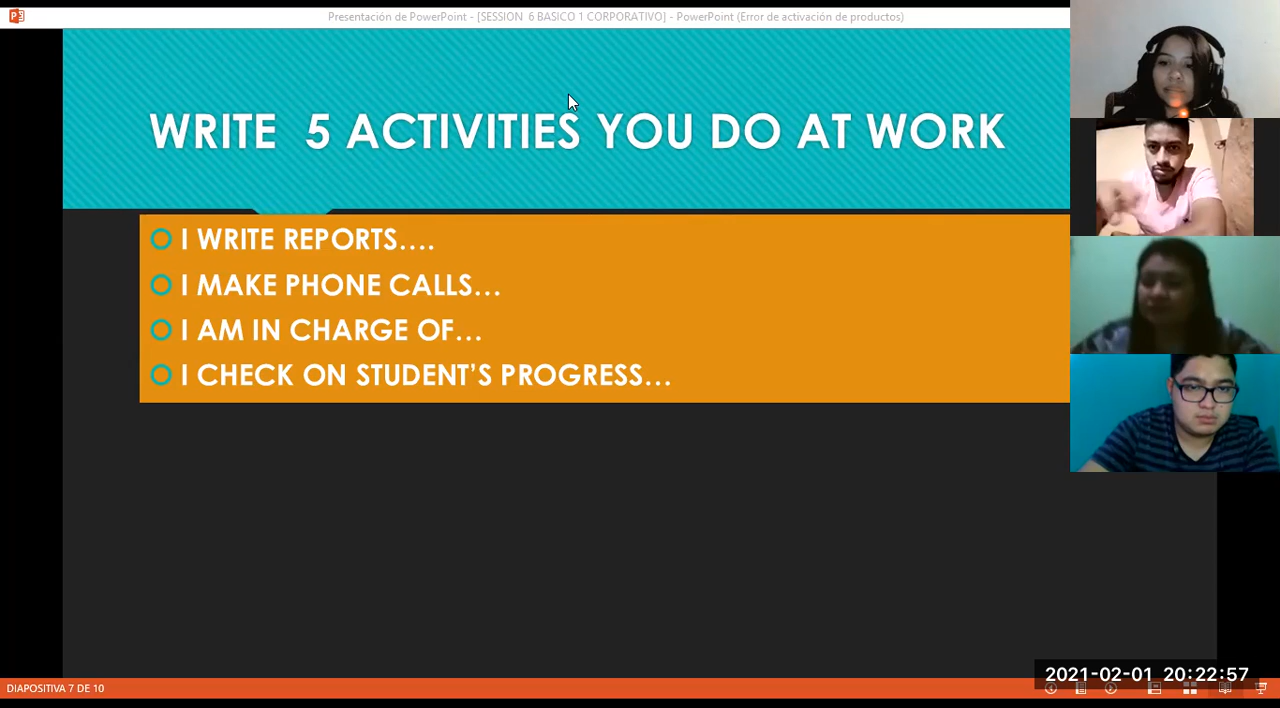 Presentación de PowerPoint - [SESSION 6 BASICO 1 CORPORATIVO] - PowerPoint (Error de activación de productos)
WRITE 5 ACTIVITIES YOU DO AT WORK
I WRITE REPORTS....
I MAKE PHONE CALLS...
I AM IN CHARGE OF...
I CHECK ON STUDENT'S PROGRESS...
2021-02-01 20:22:57
DIAPOSITIVA 7 DE 10